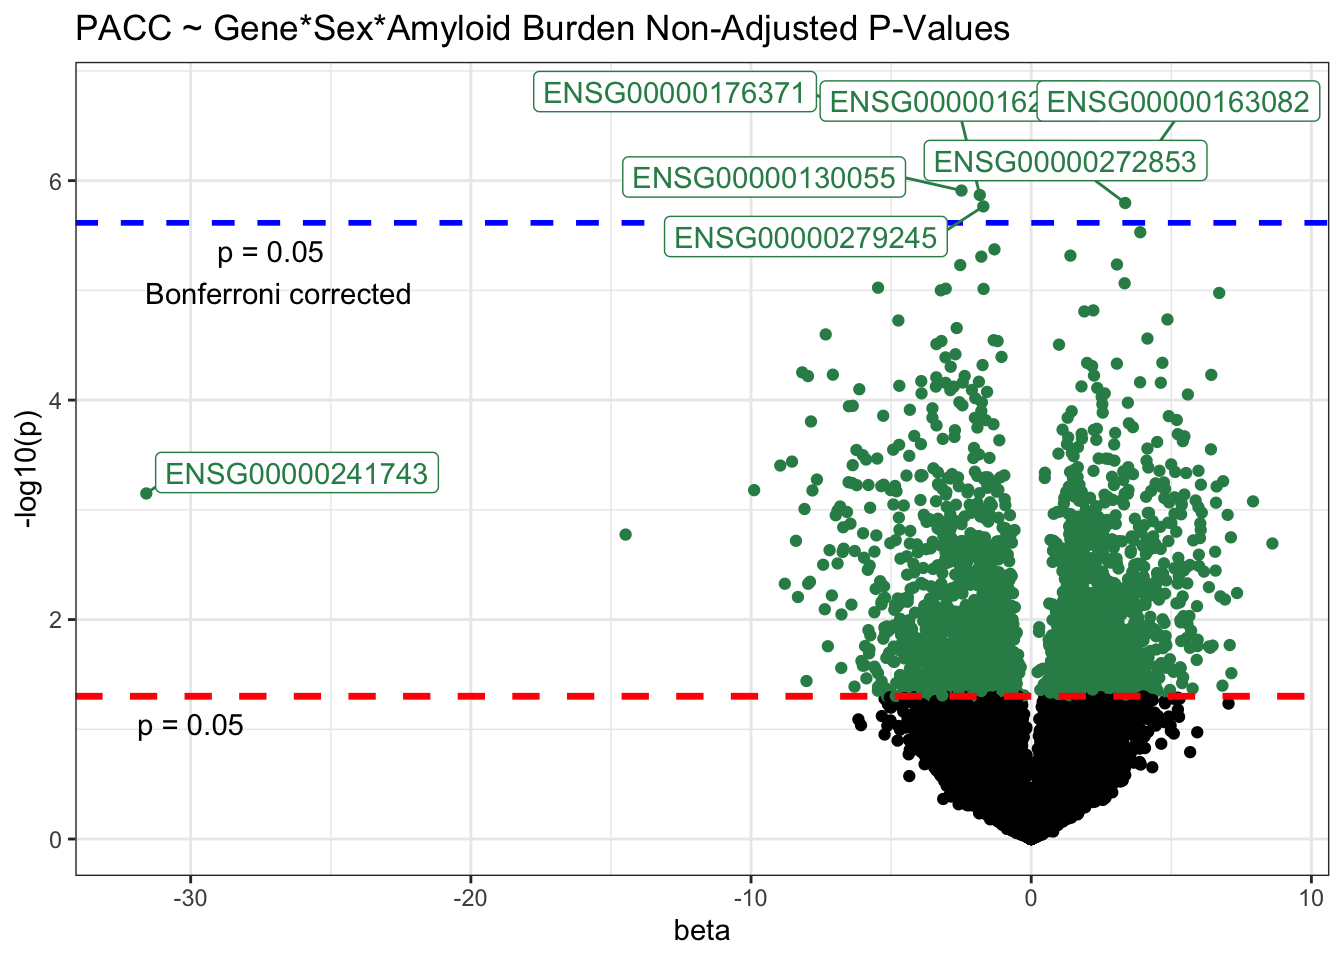 PACC ~ Gene*Sex*Amyloid Burden Non-Adjusted P-Values
ENSG00000176371
ENSG00000163082
ENSG00000272853
ENSG00000130055
ENSG00000279245
p = 0.05
Bonferroni corrected
ENSG00000241743
p = 0.05
-log10(p)
6
4
2
0
-30
-20
-10
0
10
beta